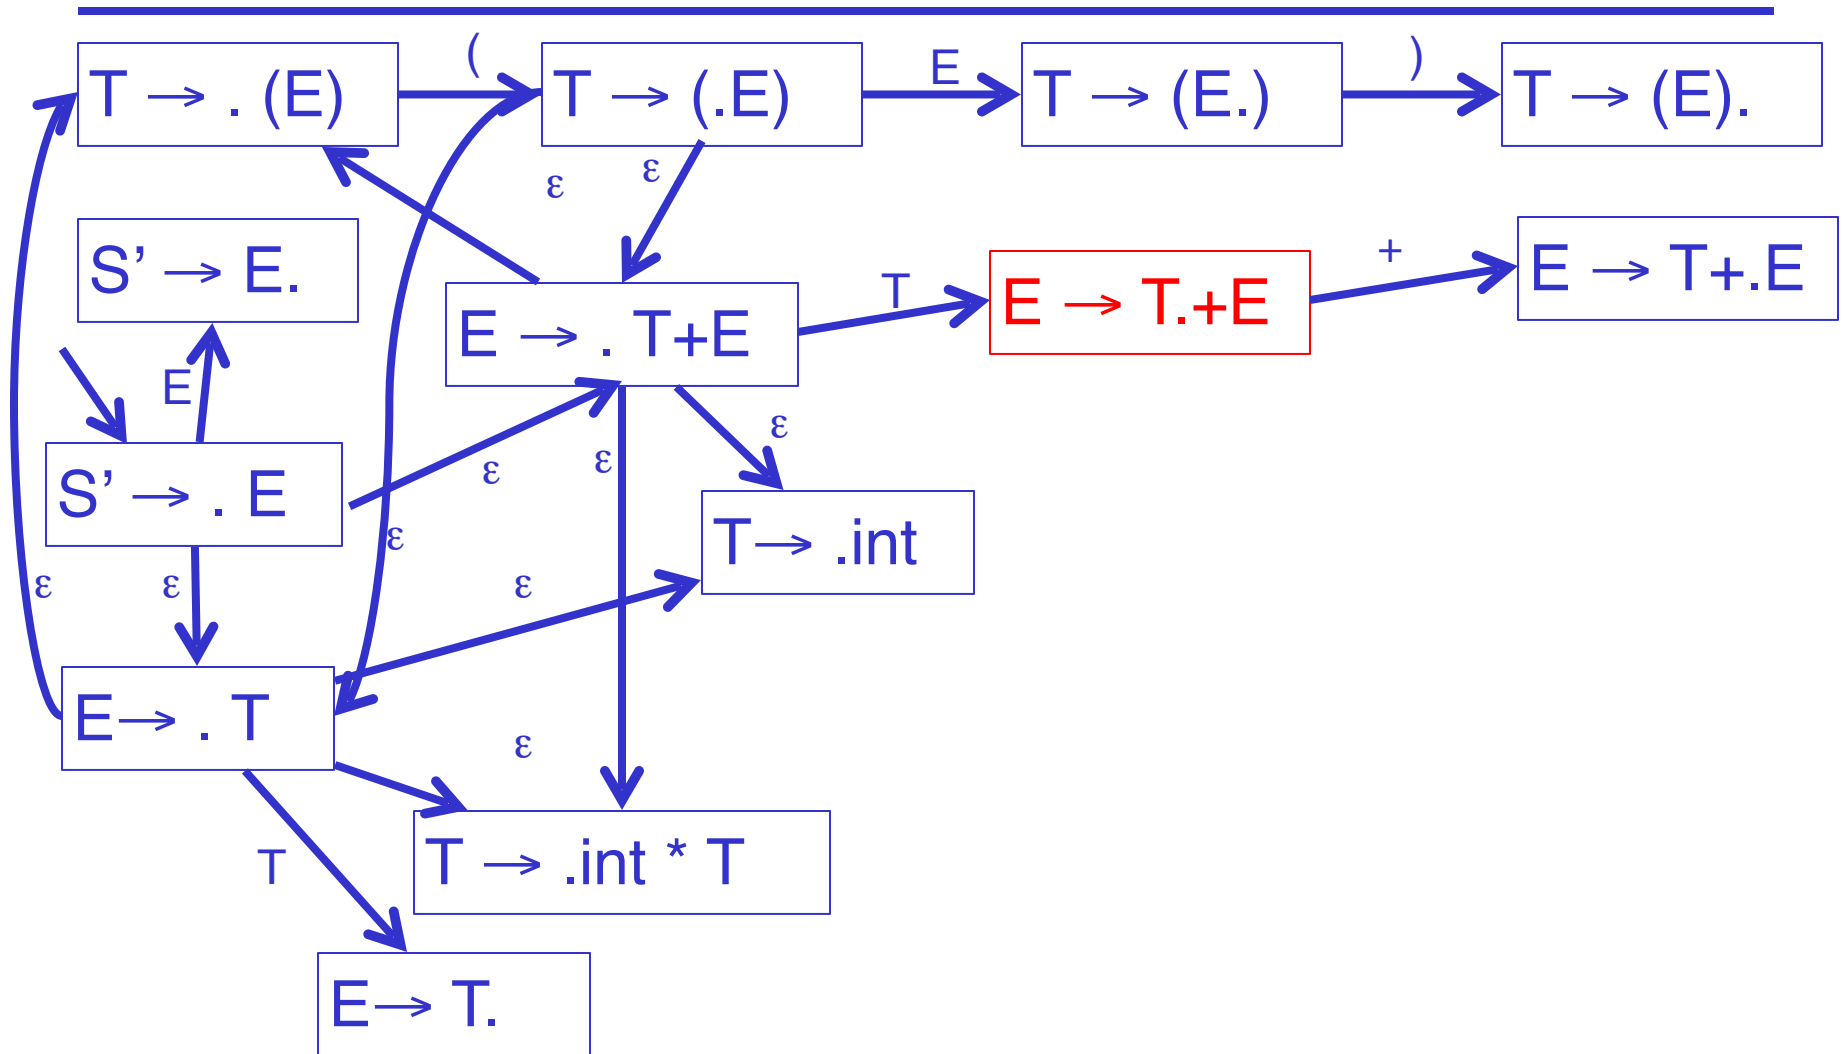 (
E
)
T → . (E)
T → (.E)
T → (E.)
T → (E).
ε
ε
S’ → E.
E → . T+E
T
E → T.+E
+
E → T+.E
E
ε
ε
ε
S’ → . E
T→ .int
ε
ε
ε
ε
E→ . T
ε
T → .int * T
T
E→ T.